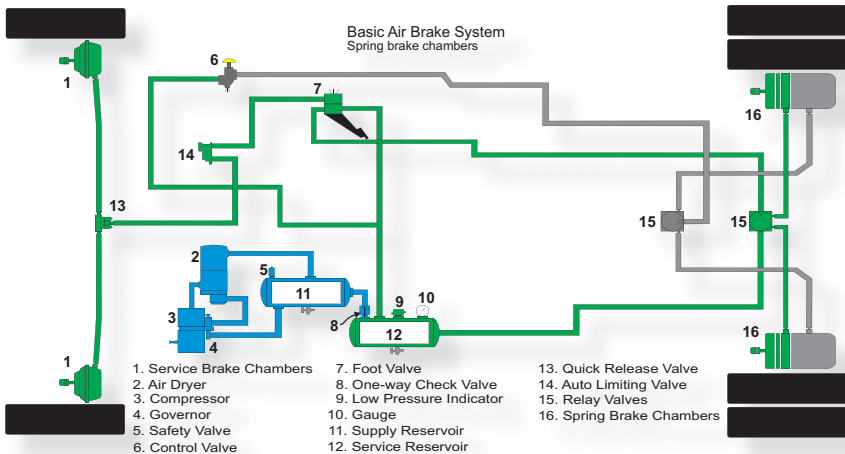 Basic Air Brake System
Spring brake chambers
6
7
1
16
14
13
15
15
2
5
11
9
10
3
4
8
12
16
1
1. Service Brake Chambers
2. Air Dryer
3. Compressor
4. Governor
5. Safety Valve
6. Control Valve
7. Foot Valve
8. One-way Check Valve
9. Low Pressure Indicator
10. Gauge
11. Supply Reservoir
12. Service Reservoir
13. Quick Release Valve
14. Auto Limiting Valve
15. Relay Valves
16. Spring Brake Chambers